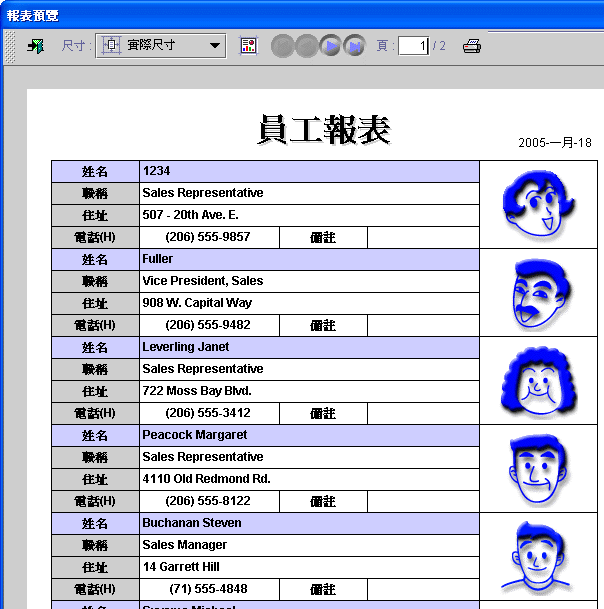 報表預覽
尺寸： 實際尺寸 頁： 1 / 2
員工報表
2005-一月-18
姓名 1234
職稱 Sales Representative
住址 507 - 20th Ave. E.
電話(H) (206) 555-9857 備註
姓名 Fuller
職稱 Vice President, Sales
住址 908 W. Capital Way
電話(H) (206) 555-9482 備註
姓名 Leverling Janet
職稱 Sales Representative
住址 722 Moss Bay Blvd.
電話(H) (206) 555-3412 備註
姓名 Peacock Margaret
職稱 Sales Representative
住址 4110 Old Redmond Rd.
電話(H) (206) 555-8122 備註
姓名 Buchanan Steven
職稱 Sales Manager
住址 14 Garrett Hill
電話(H) (71) 555-4848 備註